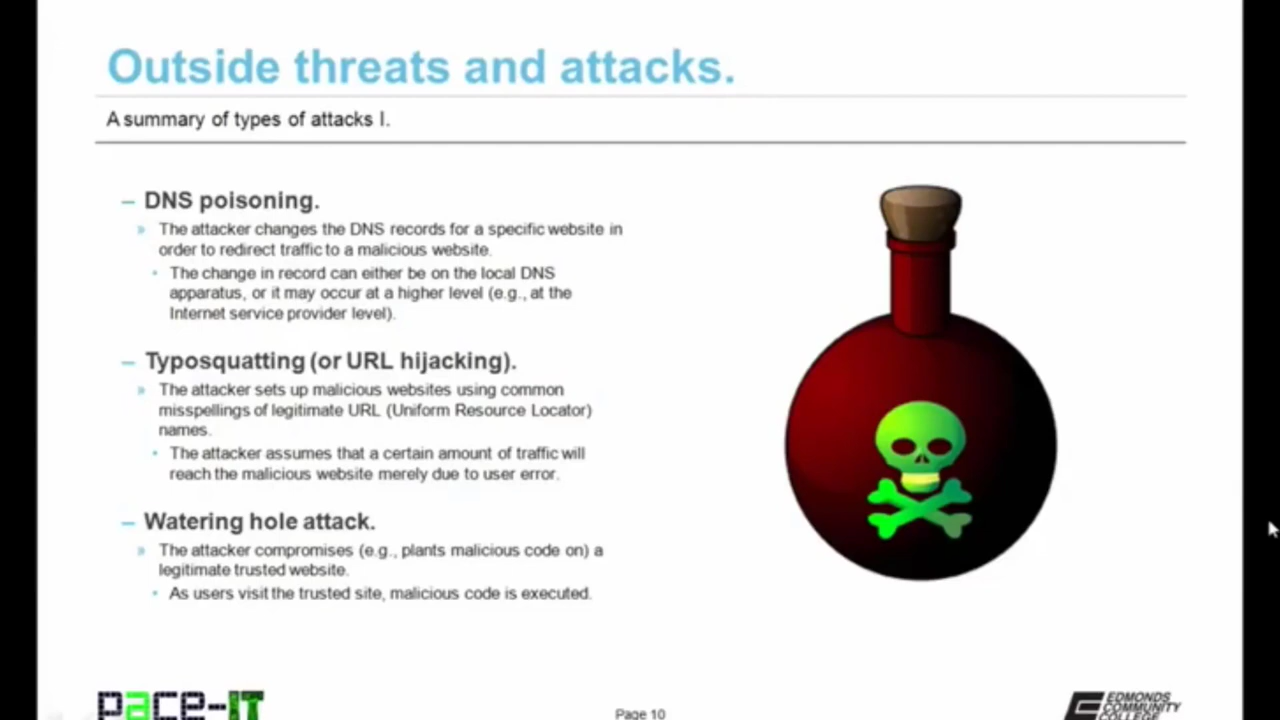 Outside threats and attacks.
A summary of types of attacks I.
– DNS poisoning.
» The attacker changes the DNS records for a specific website in
order to redirect traffic to a malicious website.
• The change in record can either be on the local DNS
apparatus, or it may occur at a higher level (e.g., at the
Internet service provider level).
– Typosquatting (or URL hijacking).
» The attacker sets up malicious websites using common
misspellings of legitimate URL (Uniform Resource Locator)
names.
• The attacker assumes that a certain amount of traffic will
reach the malicious website merely due to user error.
– Watering hole attack.
» The attacker compromises (e.g., plants malicious code on) a
legitimate trusted website.
• As users visit the trusted site, malicious code is executed.
pace-IT
Page 10
EDMONDS
COMMUNITY
COLLEGE